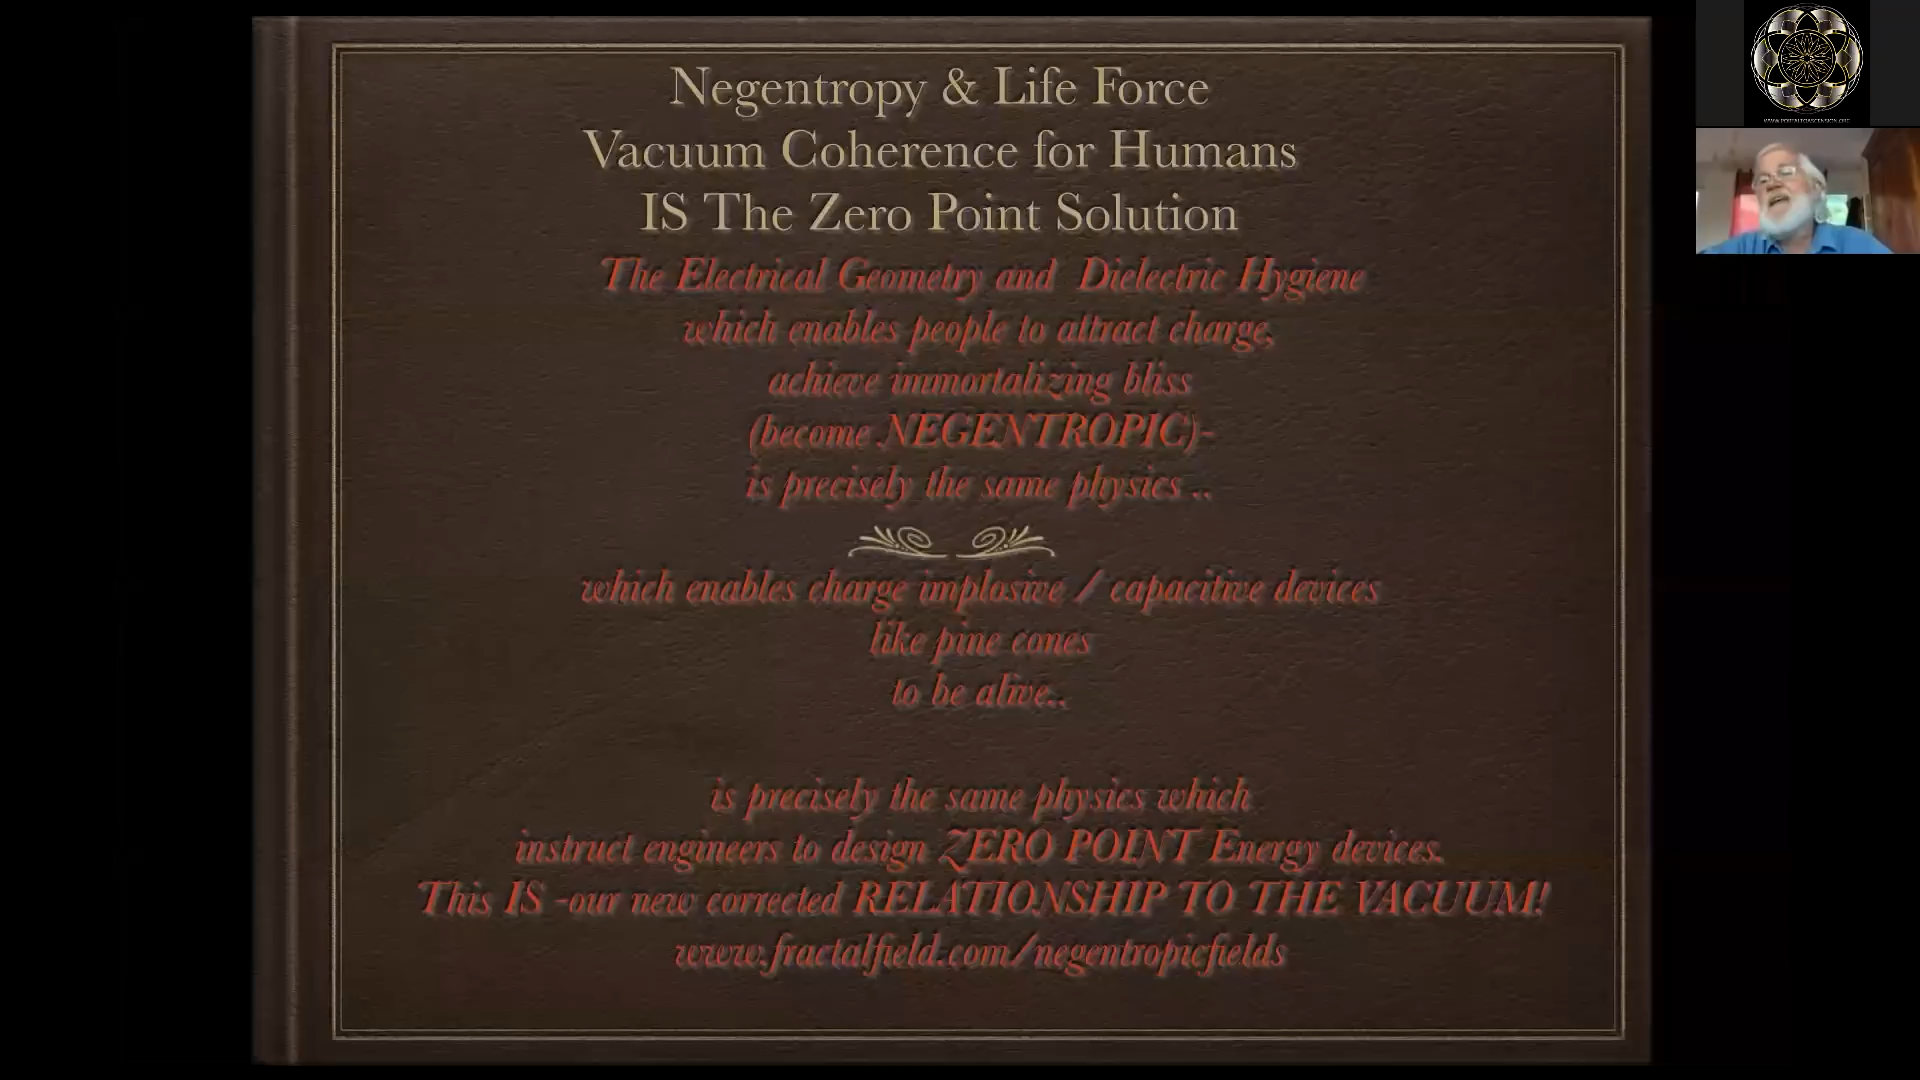 Negentropy & Life Force
Vacuum Coherence for Humans
IS The Zero Point Solution
The Electrical Geometry and Dielectric Hygiene
which enables people to attract charge,
achieve immortalizing bliss
(become NEGENTROPIC)-
is precisely the same physics ..
which enables charge implosive / capacitive devices
like pine cones
to be alive..
is precisely the same physics which
instruct engineers to design ZERO POINT Energy devices.
This IS -our new corrected RELATIONSHIP TO THE VACUUM!
www.fractalfield.com/negentropicfields
WWW.PORTALTOASCENSION.ORG